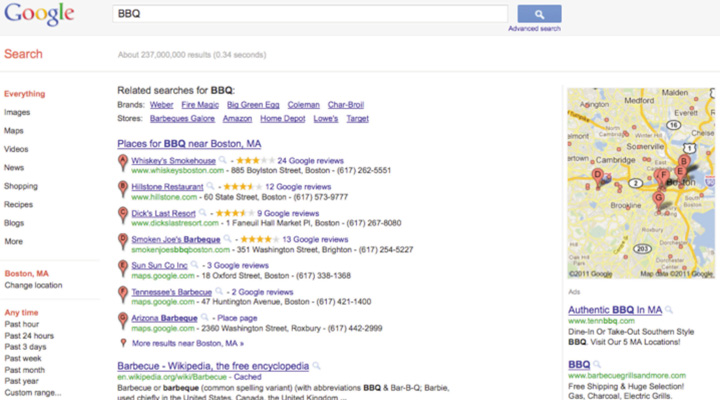 Google
BBQ
Advanced search
Search
About 237,000,000 results (0.34 seconds)
Everything
Images
Maps
Videos
News
Shopping
Recipes
Blogs
More
Boston, MA
Change location
Any time
Past hour
Past 24 hours
Past 3 days
Past week
Past month
Past year
Custom range...
Related searches for BBQ:
Brands: Weber Fire Magic Big Green Egg Coleman Char-Broil
Stores: Barbeques Galore Amazon Home Depot Lowe's Target
Places for BBQ near Boston, MA
A Whiskey's Smokehouse - 24 Google reviews
www.whiskeysboston.com - 885 Boylston Street, Boston - (617) 262-5551
B Hillstone Restaurant - 12 Google reviews
www.hillstone.com - 60 State Street, Boston - (617) 573-9777
C Dick's Last Resort - 9 Google reviews
www.dickslastresort.com - 1 Faneuil Hall Market Pl, Boston - (617) 267-8080
D Smoken Joe's Barbeque - 13 Google reviews
smokenjoesbbqboston.com - 351 Washington Street, Brighton - (617) 254-5227
E Sun Sun Co Inc - 3 Google reviews
maps.google.com - 18 Oxford Street, Boston - (617) 338-1368
F Tennessee's Barbecue - 2 Google reviews
maps.google.com - 47 Huntington Avenue, Boston - (617) 421-1400
G Arizona Barbeque - Place page
maps.google.com - 2360 Washington Street, Roxbury - (617) 442-2999
More results near Boston, MA »
Barbecue - Wikipedia, the free encyclopedia
en.wikipedia.org/wiki/Barbecue - Cached
Barbecue or barbeque (common spelling variant) (with abbreviations BBQ & Bar-B-Q; Barbie,
used chiefly in the United States, Canada, the United Kingdom ...
Malden
Arlington
Medford
Everett
16
Chelsea
Somerville
1
Cambridge
B
E
D
F
2
Boston
G
Brookline
South
Boston
203
©2011 Google
Map data ©2011 Google
Ads
Authentic BBQ In MA
www.tennbbq.com
Dine-In Or Take-Out Southern Style
BBQ. Visit Our 5 MA Locations!
BBQ
www.barbecuegrillsandmore.com
Free Shipping & Huge Selection!
Gas, Charcoal, Electric Grills.